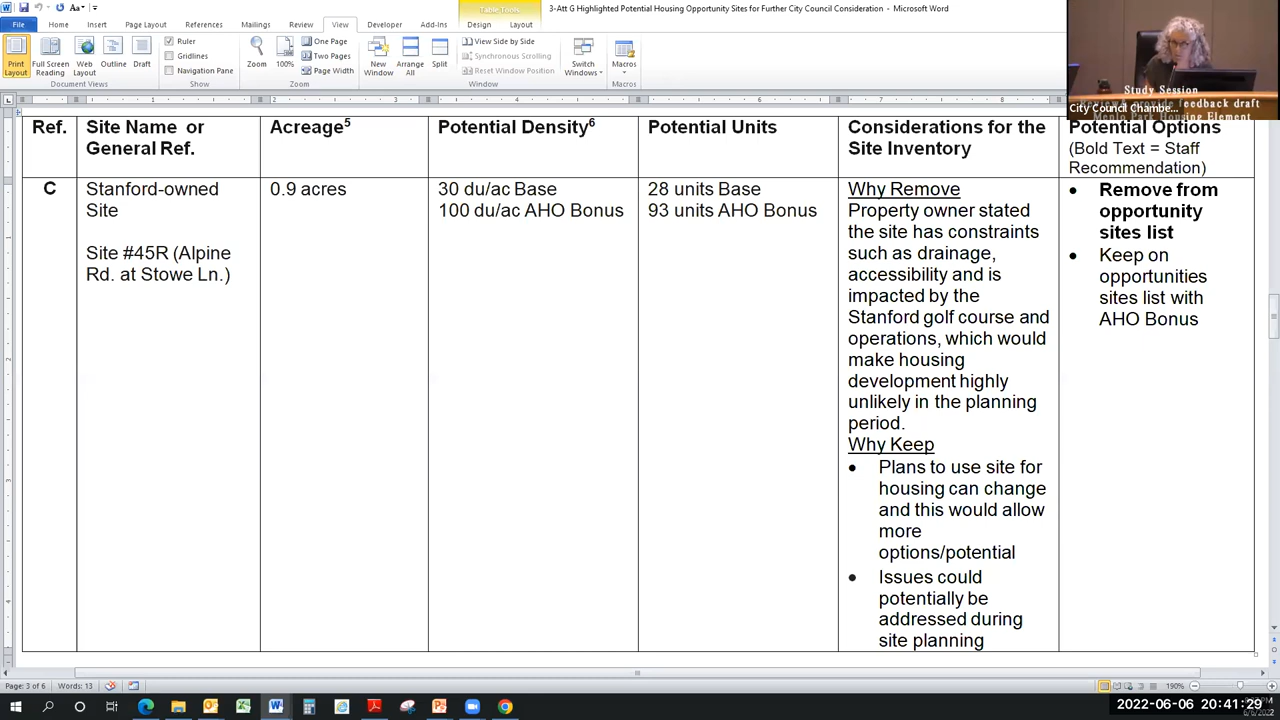 3-Att G Highlighted Potential Housing Opportunity Sites for Further City Council Consideration - Microsoft Word
Table Tools
File Home Insert Page Layout References Mailings Review View Developer Add-Ins Design Layout
Print Layout
Full Screen Reading
Web Layout
Outline
Draft
Document Views
Ruler
Gridlines
Navigation Pane
Show
Zoom
100%
One Page
Two Pages
Page Width
Zoom
New Window
Arrange All
Split
View Side by Side
Synchronous Scrolling
Reset Window Position
Window
Switch Windows
Macros
Macros
Study Session
City Council Chambe...
feedback draft
Menlo Park Housing Element
Ref.
Site Name or
General Ref.
Acreage5
Potential Density6
Potential Units
Considerations for the
Site Inventory
Potential Options
(Bold Text = Staff
Recommendation)
C
Stanford-owned
Site
Site #45R (Alpine
Rd. at Stowe Ln.)
0.9 acres
30 du/ac Base
100 du/ac AHO Bonus
28 units Base
93 units AHO Bonus
Why Remove
Property owner stated
the site has constraints
such as drainage,
accessibility and is
impacted by the
Stanford golf course and
operations, which would
make housing
development highly
unlikely in the planning
period.
Why Keep
• Plans to use site for
housing can change
and this would allow
more
options/potential
• Issues could
potentially be
addressed during
site planning
• Remove from
opportunity
sites list
• Keep on
opportunities
sites list with
AHO Bonus
Page: 3 of 6 Words: 13
190%
2022-06-06 20:41:29